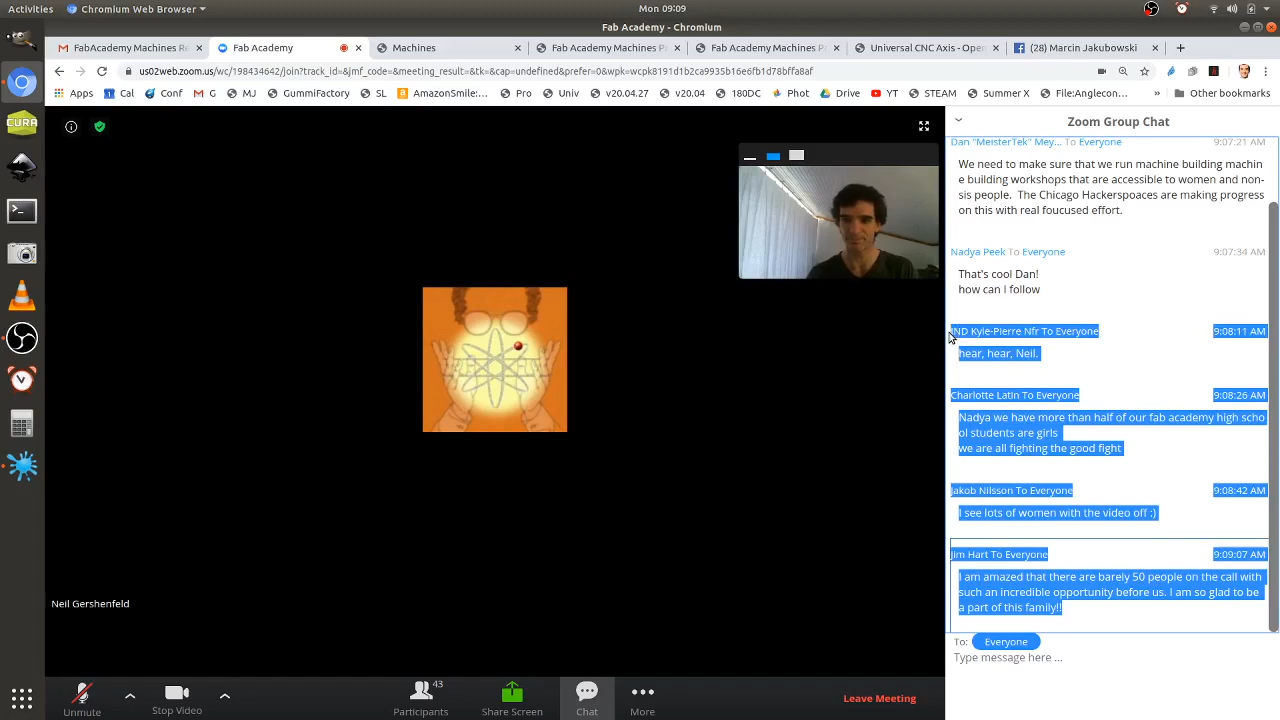 Activities
Chromium Web Browser
Mon 09:09
Fab Academy - Chromium
FabAcademy Machines Re
Fab Academy
Machines
Fab Academy Machines P
Fab Academy Machines P
Universal CNC Axis - Open
(28) Marcin Jakubowski
us02web.zoom.us/wc/198434642/join?track_id=&jmf_code=&meeting_result=&tk=&cap=undefined&prefer=0&wpk=wcpk8191d1b2ca9935b16e6fb1d78bffa8af
Apps
Cal
Conf
G
MJ
GummiFactory
SL
AmazonSmile:...
Pro
Univ
v20.04.27
v20.04
180DC
Phot
Drive
YT
STEAM
Summer X
File:Anglecon...
»
Other bookmarks
Zoom Group Chat
Dan "MeisterTek" Mey... To Everyone 9:07:21 AM
We need to make sure that we run machine building machin
e building workshops that are accessible to women and non-
sis people. The Chicago Hackerspoaces are making progress
on this with real foucused effort.
Nadya Peek To Everyone 9:07:34 AM
That's cool Dan!
how can I follow
IND Kyle-Pierre Nfr To Everyone 9:08:11 AM
hear, hear, Neil.
Charlotte Latin To Everyone 9:08:26 AM
Nadya we have more than half of our fab academy high scho
ol students are girls
we are all fighting the good fight
Jakob Nilsson To Everyone 9:08:42 AM
I see lots of women with the video off :)
Jim Hart To Everyone 9:09:07 AM
I am amazed that there are barely 50 people on the call with
such an incredible opportunity before us. I am so glad to be
a part of this family!!
Neil Gershenfeld
To: Everyone
Type message here ...
Unmute
Stop Video
Participants
43
Share Screen
Chat
More
Leave Meeting
CURA